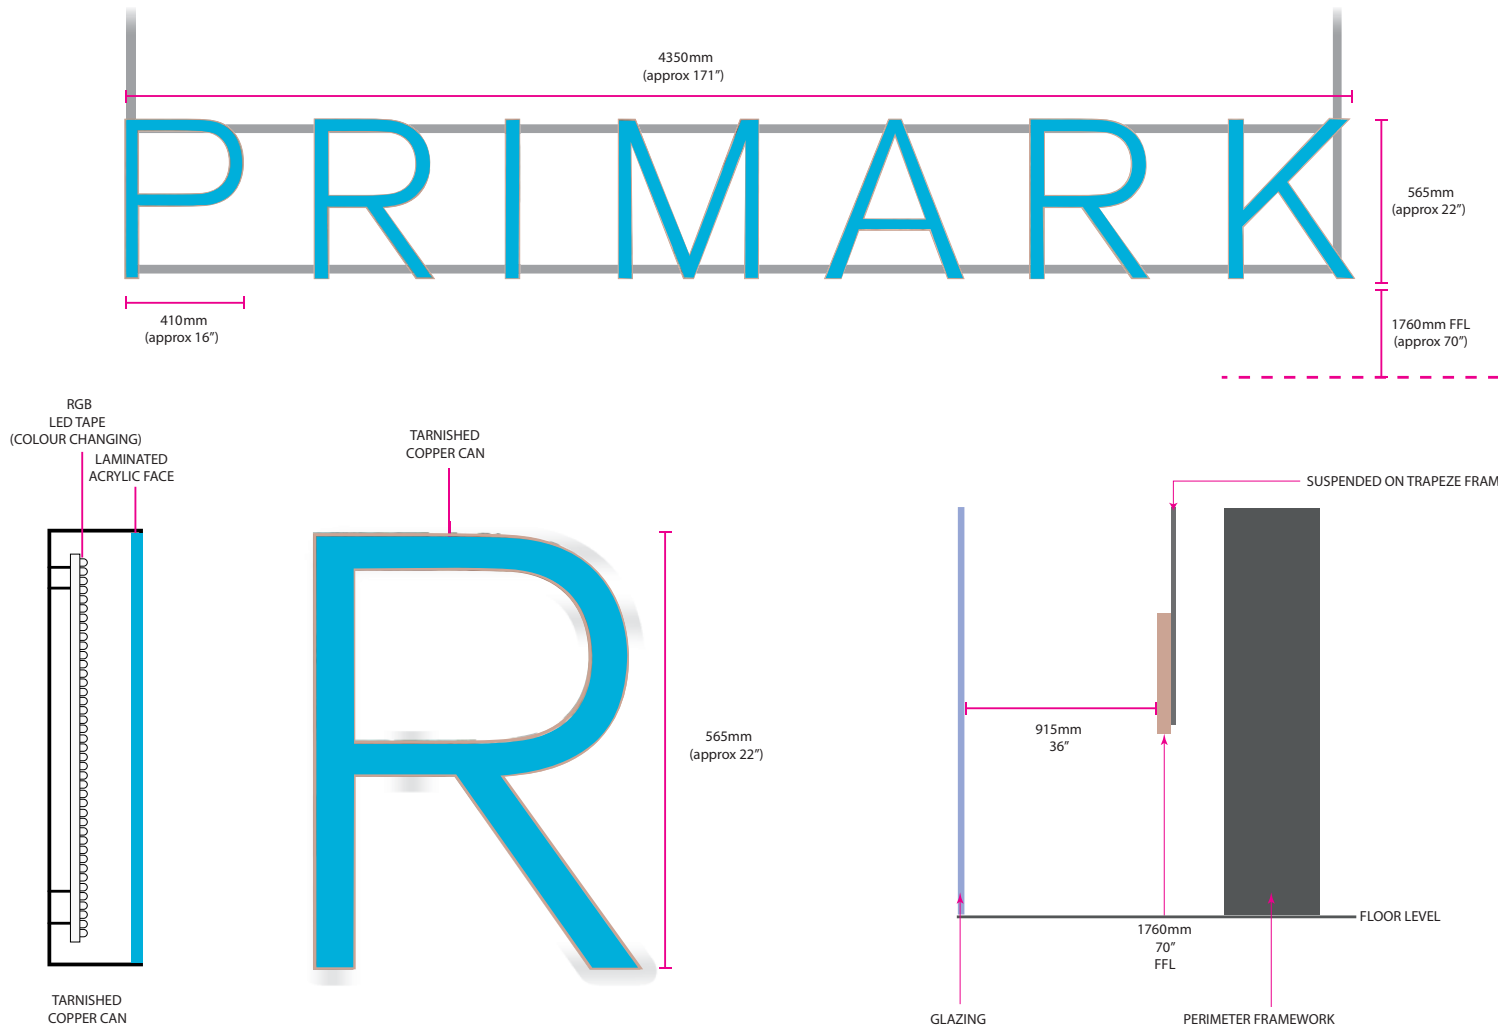 4350mm
(approx 171”)
PRIMARK
565mm
(approx 22”)
410mm
(approx 16”)
1760mm FFL
(approx 70”)
RGB
LED TAPE
(COLOUR CHANGING)
LAMINATED
ACRYLIC FACE
TARNISHED
COPPER CAN
TARNISHED
COPPER CAN
R
565mm
(approx 22”)
SUSPENDED ON TRAPEZE FRAM
915mm
36”
FLOOR LEVEL
1760mm
70”
FFL
GLAZING
PERIMETER FRAMEWORK